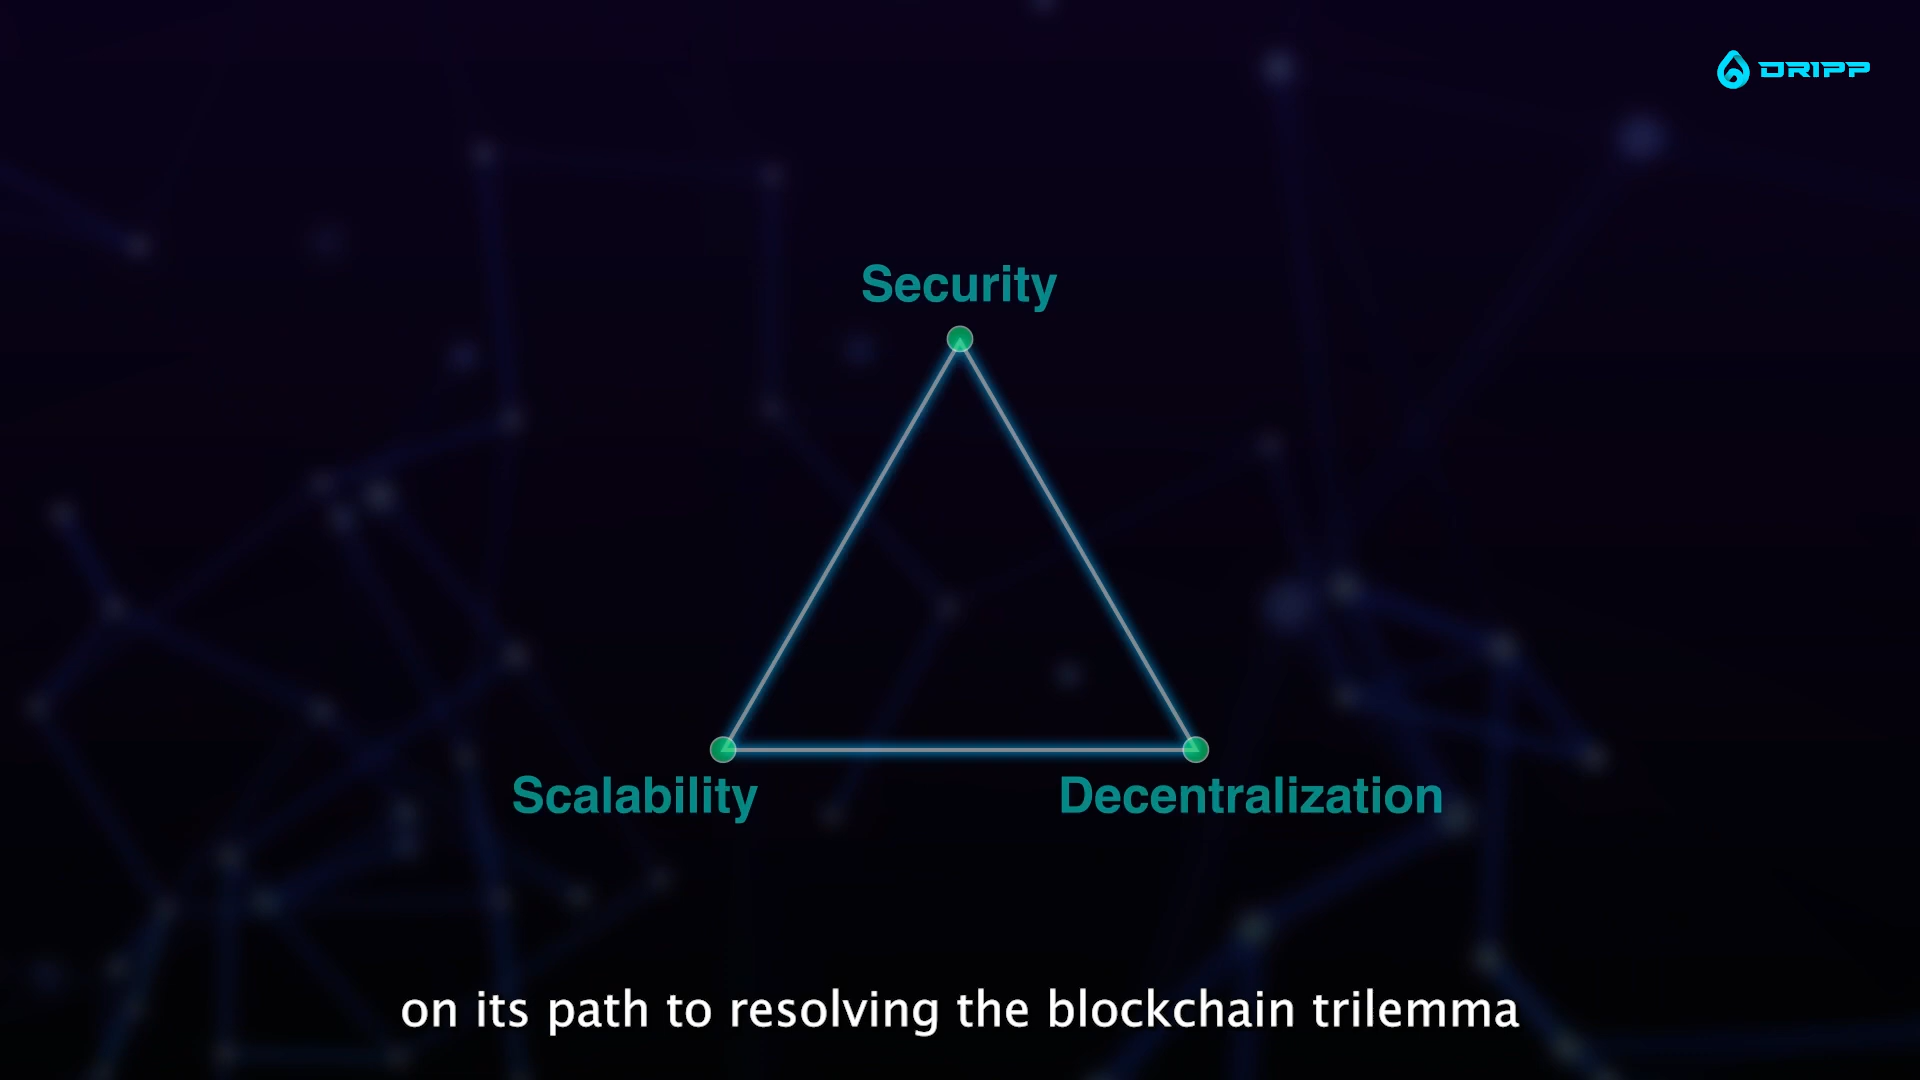 DRIPP
Security
Scalability
Decentralization
on its path to resolving the blockchain trilemma